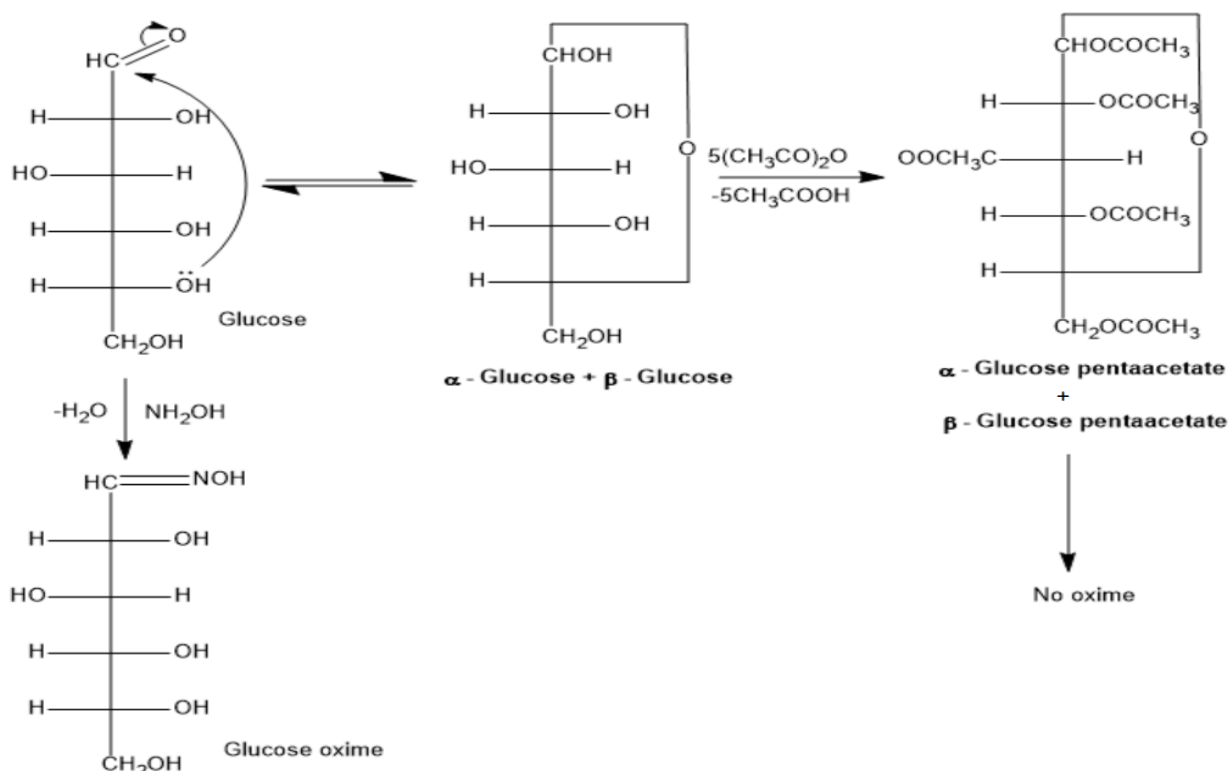 HC O
H OH
HO H
H OH
H ÖH
CH₂OH
Glucose
CHOH
H OH
HO H
H OH
H
O
CH₂OH
α - Glucose + β - Glucose
5(CH₃CO)₂O
-5CH₃COOH
CHOCOCH₃
H OCOCH₃
OOCH₃C H
H OCOCH₃
H
O
CH₂OCOCH₃
α - Glucose pentaacetate
+
β - Glucose pentaacetate
No oxime
-H₂O NH₂OH
HC NOH
H OH
HO H
H OH
H OH
CH₂OH
Glucose oxime